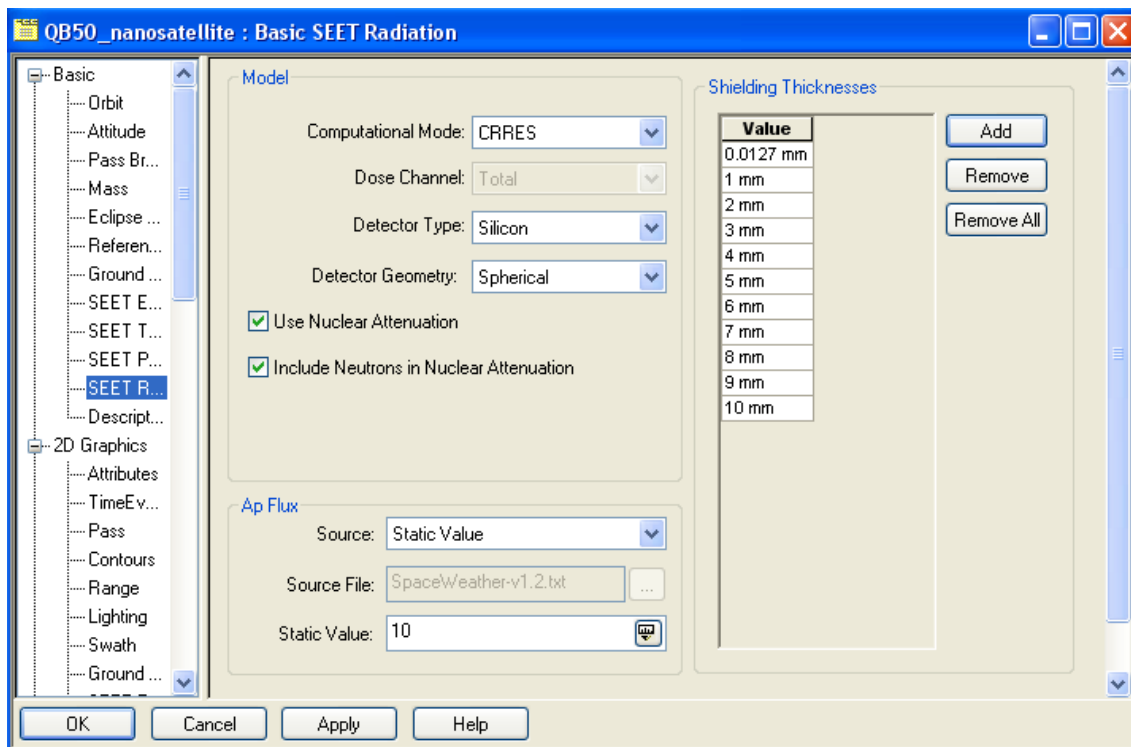 QB50_nanosatellite : Basic SEET Radiation
Basic
Orbit
Attitude
Pass Br...
Mass
Eclipse ...
Referen...
Ground ...
SEET E...
SEET T...
SEET P...
SEET R...
Descript...
2D Graphics
Attributes
TimeEv...
Pass
Contours
Range
Lighting
Swath
Ground ...
Model
Computational Mode: CRRES
Dose Channel: Total
Detector Type: Silicon
Detector Geometry: Spherical
Use Nuclear Attenuation
Include Neutrons in Nuclear Attenuation
Ap Flux
Source: Static Value
Source File: SpaceWeather-v1.2.txt ...
Static Value: 10
Shielding Thicknesses
Value
0.0127 mm
1 mm
2 mm
3 mm
4 mm
5 mm
6 mm
7 mm
8 mm
9 mm
10 mm
Add
Remove
Remove All
OK Cancel Apply Help